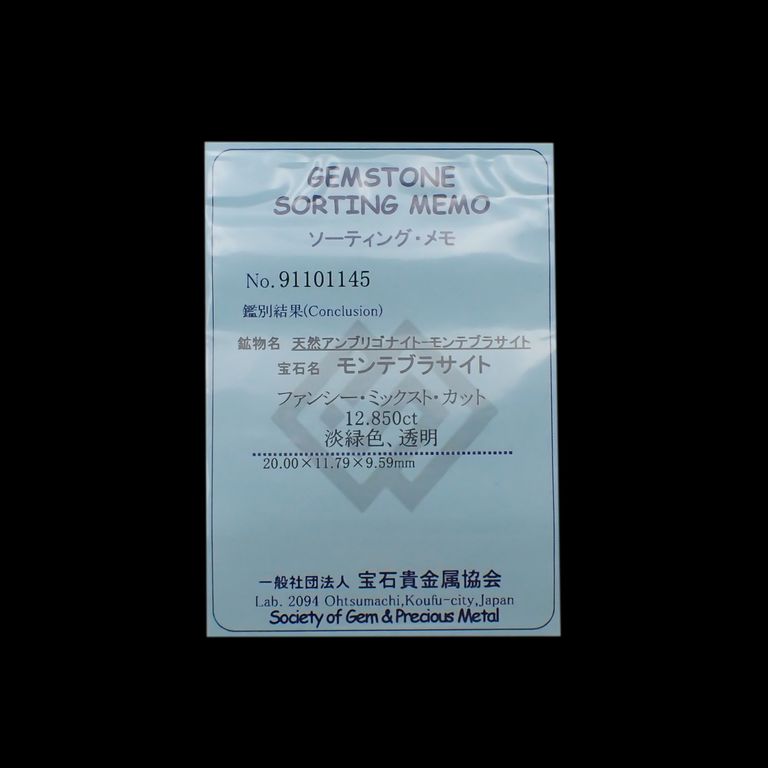 GEMSTONE
SORTING MEMO
ソーティング・メモ
No. 91101145
鑑別結果(Conclusion)
鉱物名 天然アンブリゴナイト-モンテブラサイト
宝石名 モンテブラサイト
ファンシー・ミックスト・カット
12.850ct
淡緑色、透明
20.00×11.79×9.59mm
一般社団法人 宝石貴金属協会
Lab. 2094 Ohtsumachi,Koufu-city,Japan
Society of Gem & Precious Metal